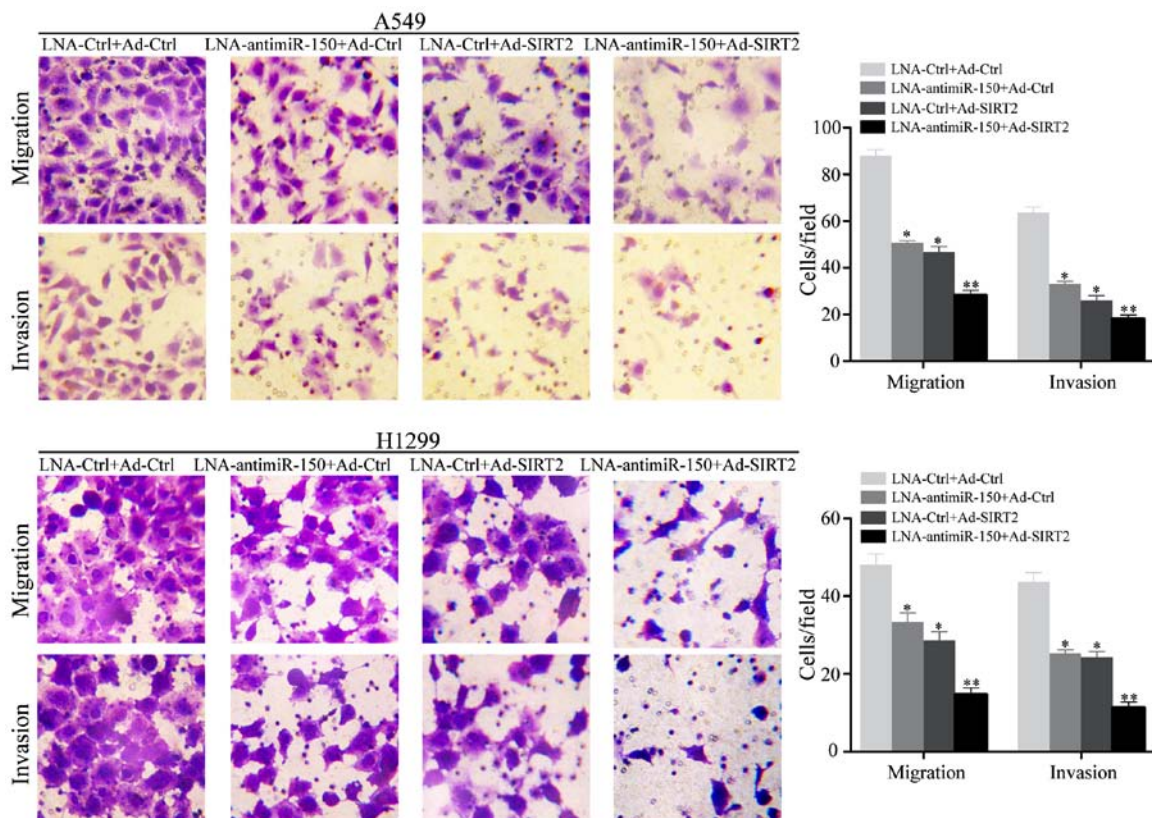 A549
LNA-Ctrl+Ad-Ctrl LNA-antimiR-150+Ad-Ctrl LNA-Ctrl+Ad-SIRT2 LNA-antimiR-150+Ad-SIRT2
Migration
Invasion
LNA-Ctrl+Ad-Ctrl
LNA-antimiR-150+Ad-Ctrl
LNA-Ctrl+Ad-SIRT2
LNA-antimiR-150+Ad-SIRT2
Cells/field
100
80
60
40
20
0
* * **
* * **
Migration Invasion
H1299
LNA-Ctrl+Ad-Ctrl LNA-antimiR-150+Ad-Ctrl LNA-Ctrl+Ad-SIRT2 LNA-antimiR-150+Ad-SIRT2
Migration
Invasion
LNA-Ctrl+Ad-Ctrl
LNA-antimiR-150+Ad-Ctrl
LNA-Ctrl+Ad-SIRT2
LNA-antimiR-150+Ad-SIRT2
Cells/field
60
40
20
0
* * **
* * **
Migration Invasion